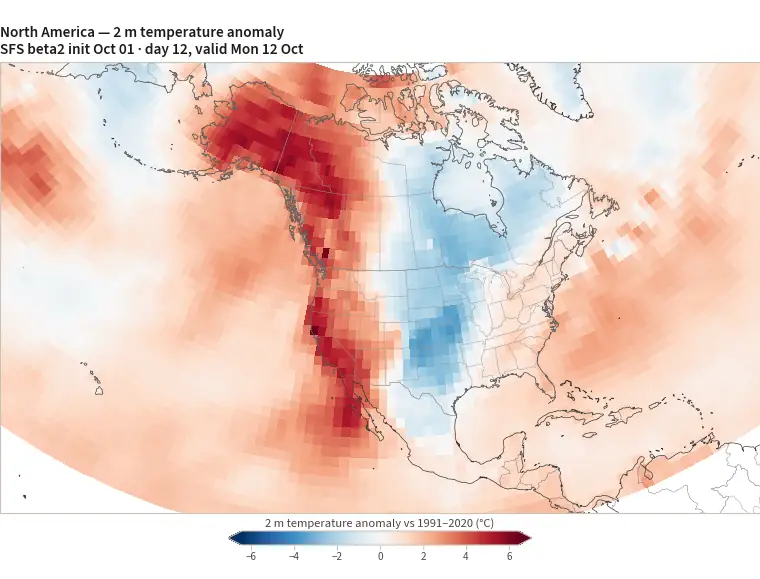 North America — 2 m temperature anomaly
SFS beta2 init Oct 01 · day 12, valid Mon 12 Oct
2 m temperature anomaly vs 1991–2020 (°C)
−6 −4 −2 0 2 4 6